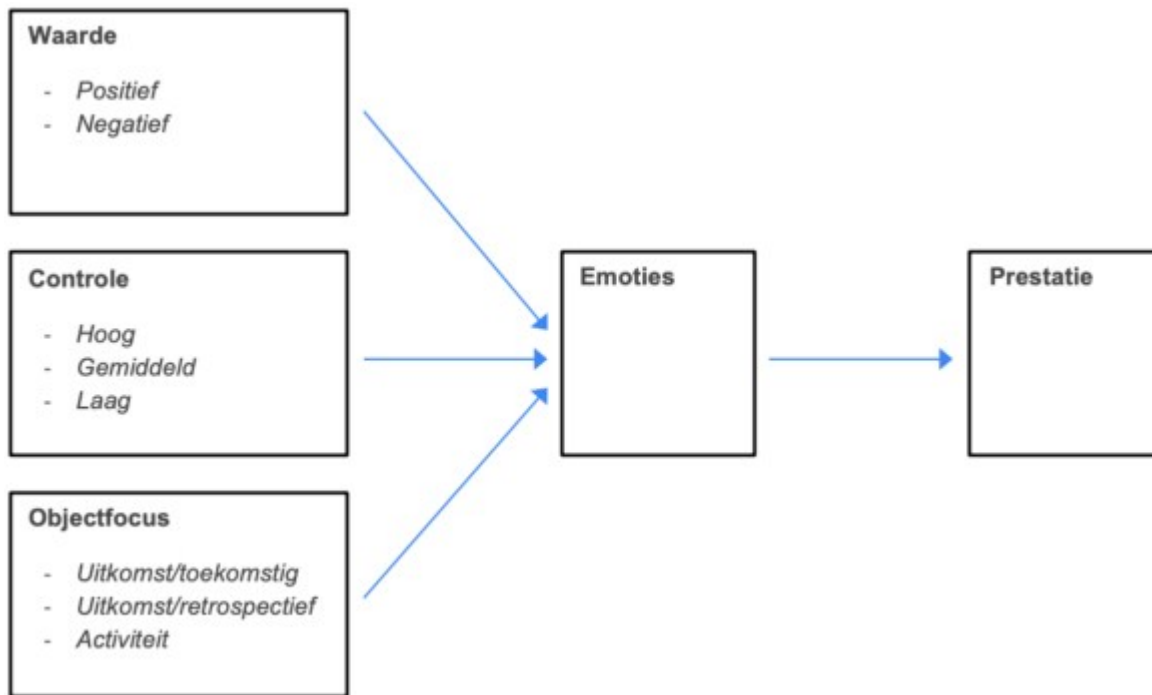 Waarde
- Positief
- Negatief
Controle
- Hoog
- Gemiddeld
- Laag
Objectfocus
- Uitkomst/toekomstig
- Uitkomst/retrospectief
- Activiteit
Emoties
Prestatie